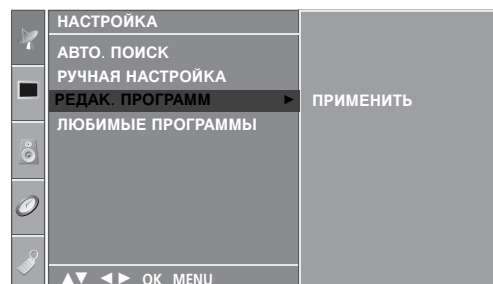 НАСТРОЙКА
АВТО. ПОИСК
РУЧНАЯ НАСТРОЙКА
РЕДАК. ПРОГРАММ ► ПРИМЕНИТЬ
ЛЮБИМЫЕ ПРОГРАММЫ
▲▼ ◄► OK MENU